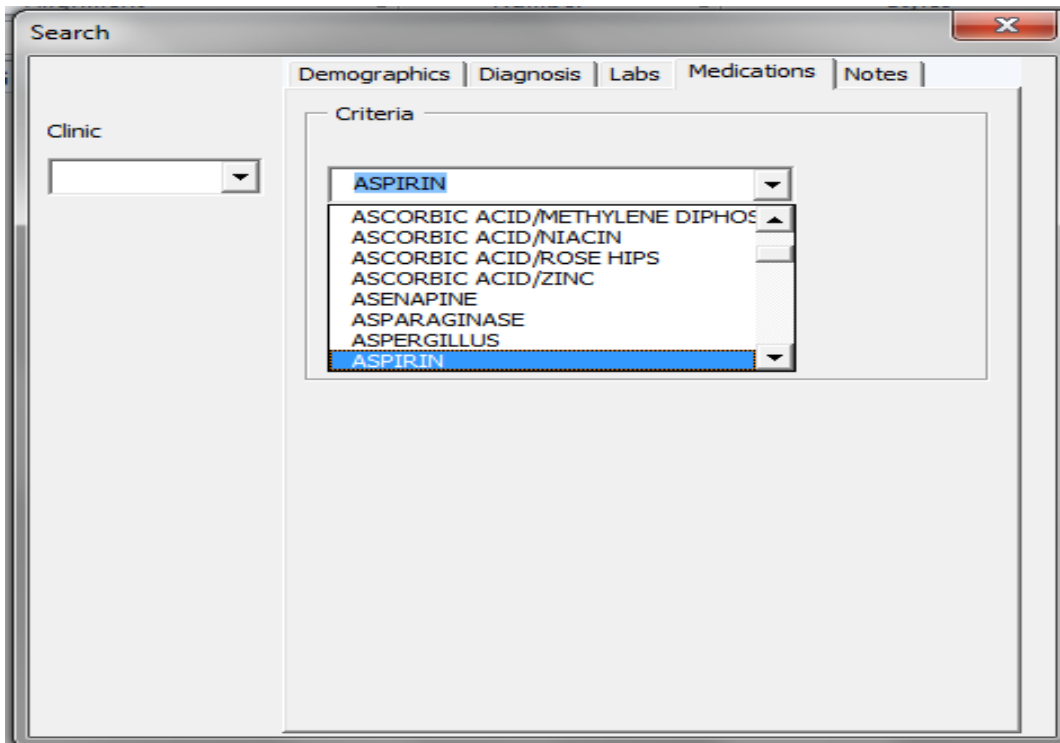 Search
Demographics Diagnosis Labs Medications Notes
Clinic
Criteria
ASPIRIN
ASCORBIC ACID/METHYLENE DIPHOS
ASCORBIC ACID/NIACIN
ASCORBIC ACID/ROSE HIPS
ASCORBIC ACID/ZINC
ASENAPINE
ASPARAGINASE
ASPERGILLUS
ASPIRIN